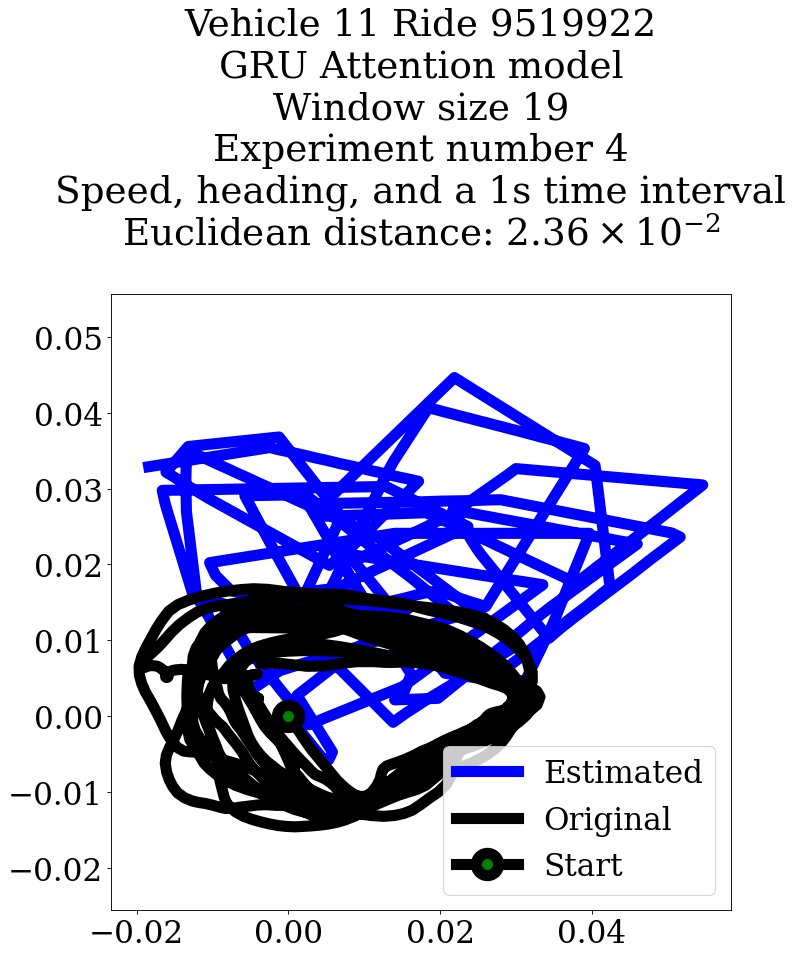 Vehicle 11 Ride 9519922
GRU Attention model
Window size 19
Experiment number 4
Speed, heading, and a 1s time interval
Euclidean distance: 2.36 × 10⁻²
0.05
0.04
0.03
0.02
0.01
0.00
−0.01
−0.02
Estimated
Original
Start
−0.02 0.00 0.02 0.04